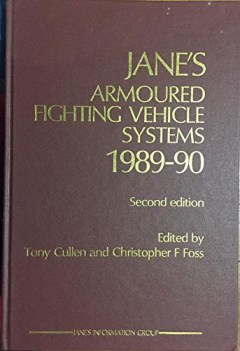 JANE'S
ARMOURED
FIGHTING VEHICLE
SYSTEMS
1989-90
Second edition
Edited by
Tony Cullen and Christopher F Foss
JANE'S INFORMATION GROUP